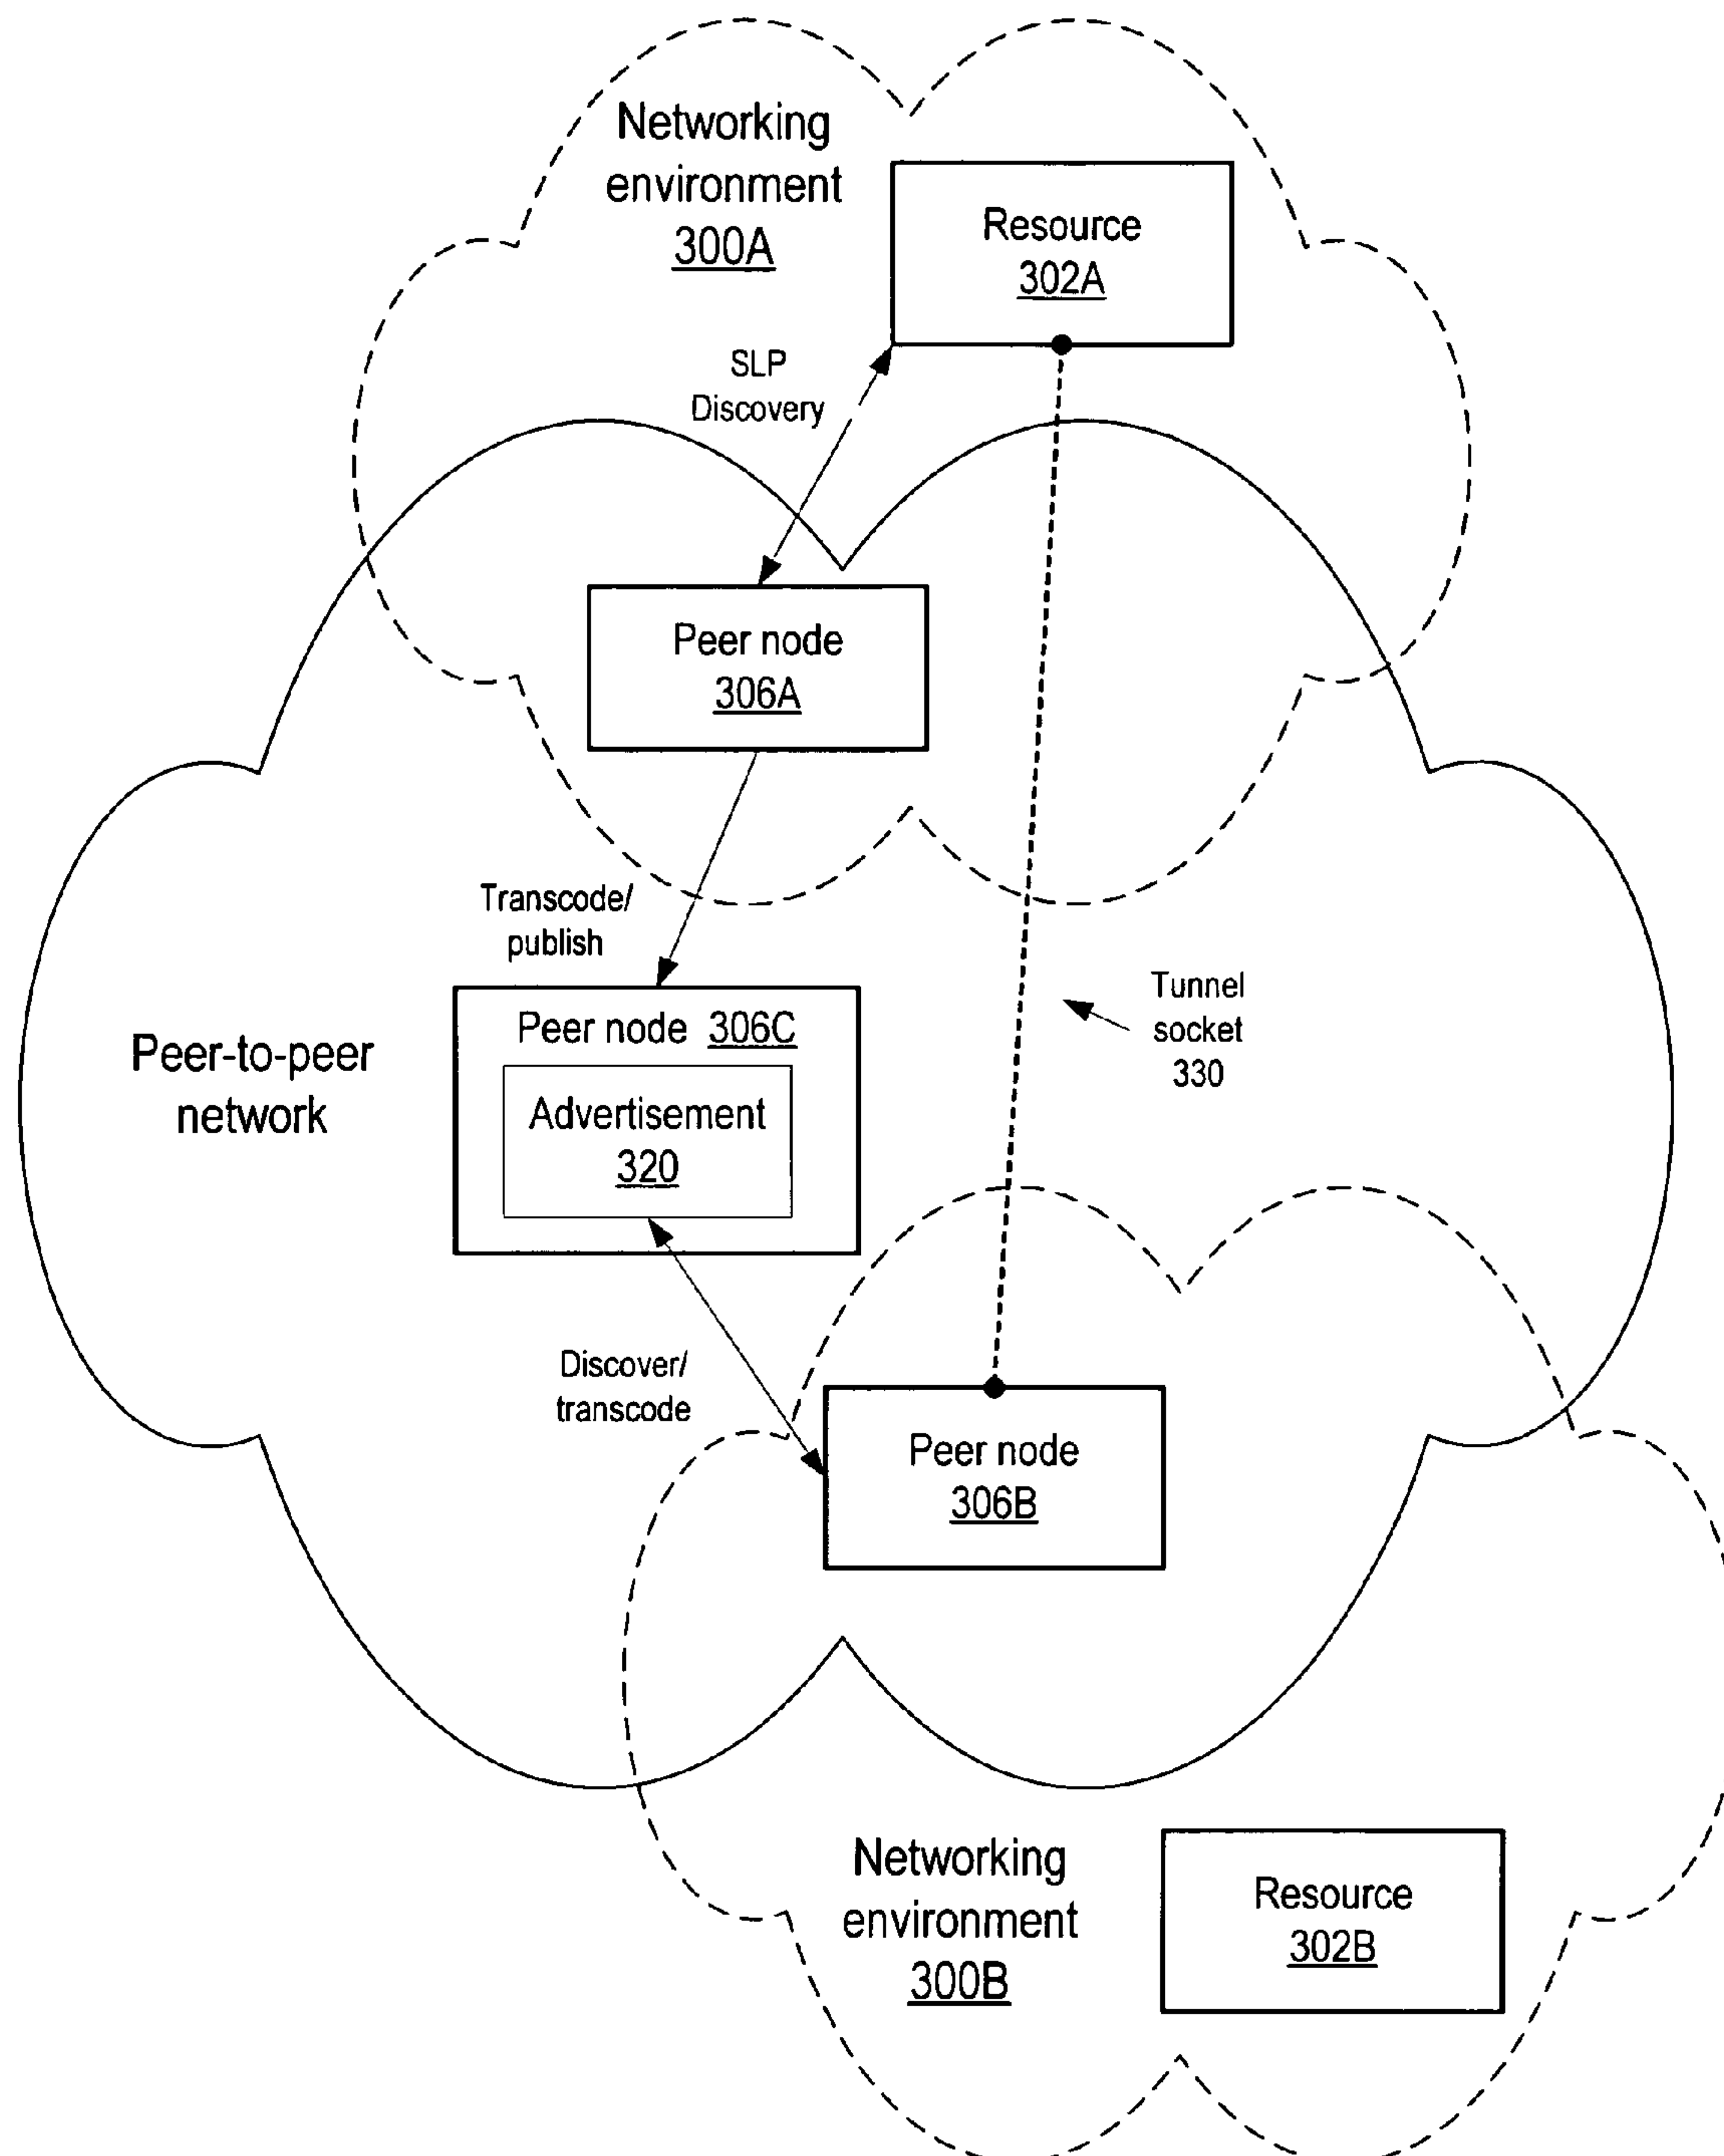 Networking
environment
300A
Resource
302A
SLP
Discovery
Peer node
306A
Transcode/
publish
Peer node 306C
Advertisement
320
Peer-to-peer
network
Tunnel
socket
330
Discover/
transcode
Peer node
306B
Networking
environment
300B
Resource
302B